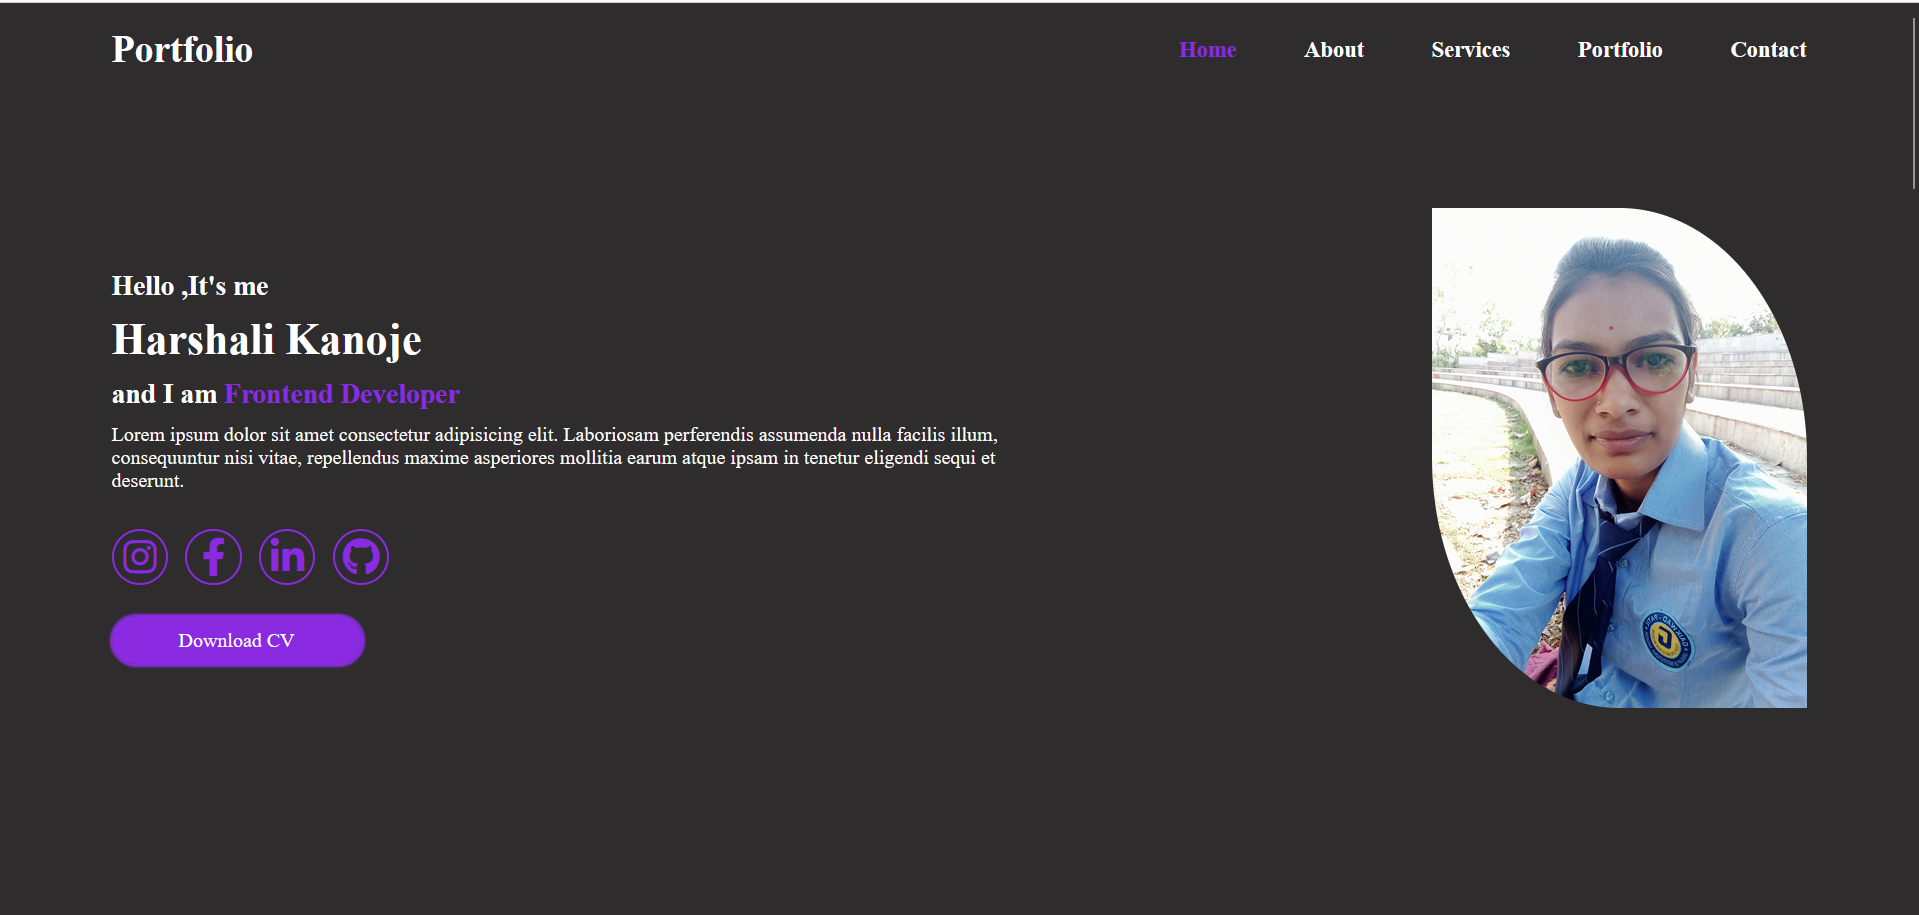 Portfolio
Home About Services Portfolio Contact
Hello ,It's me
Harshali Kanoje
and I am Frontend Developer
Lorem ipsum dolor sit amet consectetur adipisicing elit. Laboriosam perferendis assumenda nulla facilis illum,
consequuntur nisi vitae, repellendus maxime asperiores mollitia earum atque ipsam in tenetur eligendi sequi et
deserunt.
Download CV